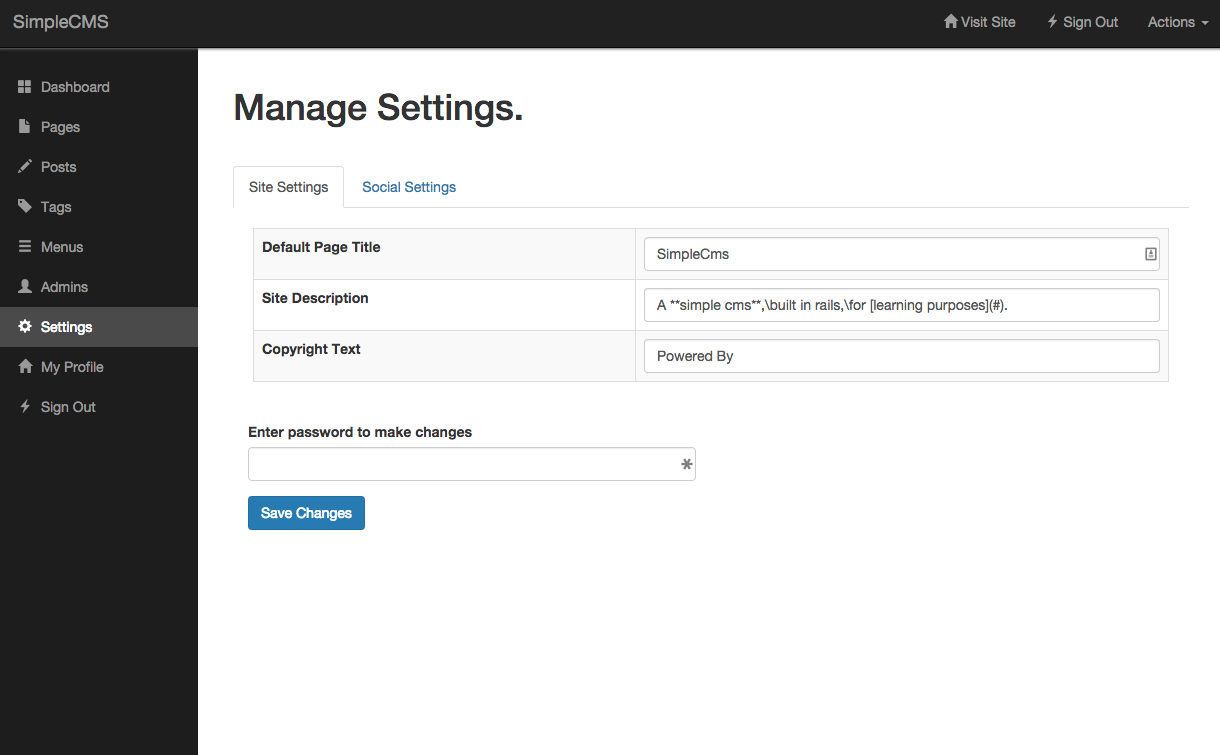 SimpleCMS
Visit Site
Sign Out
Actions
Dashboard
Pages
Posts
Tags
Menus
Admins
Settings
My Profile
Sign Out
Manage Settings.
Site Settings
Social Settings
Default Page Title
SimpleCms
Site Description
A **simple cms**,\built in rails,\for [learning purposes](#).
Copyright Text
Powered By
Enter password to make changes
Save Changes